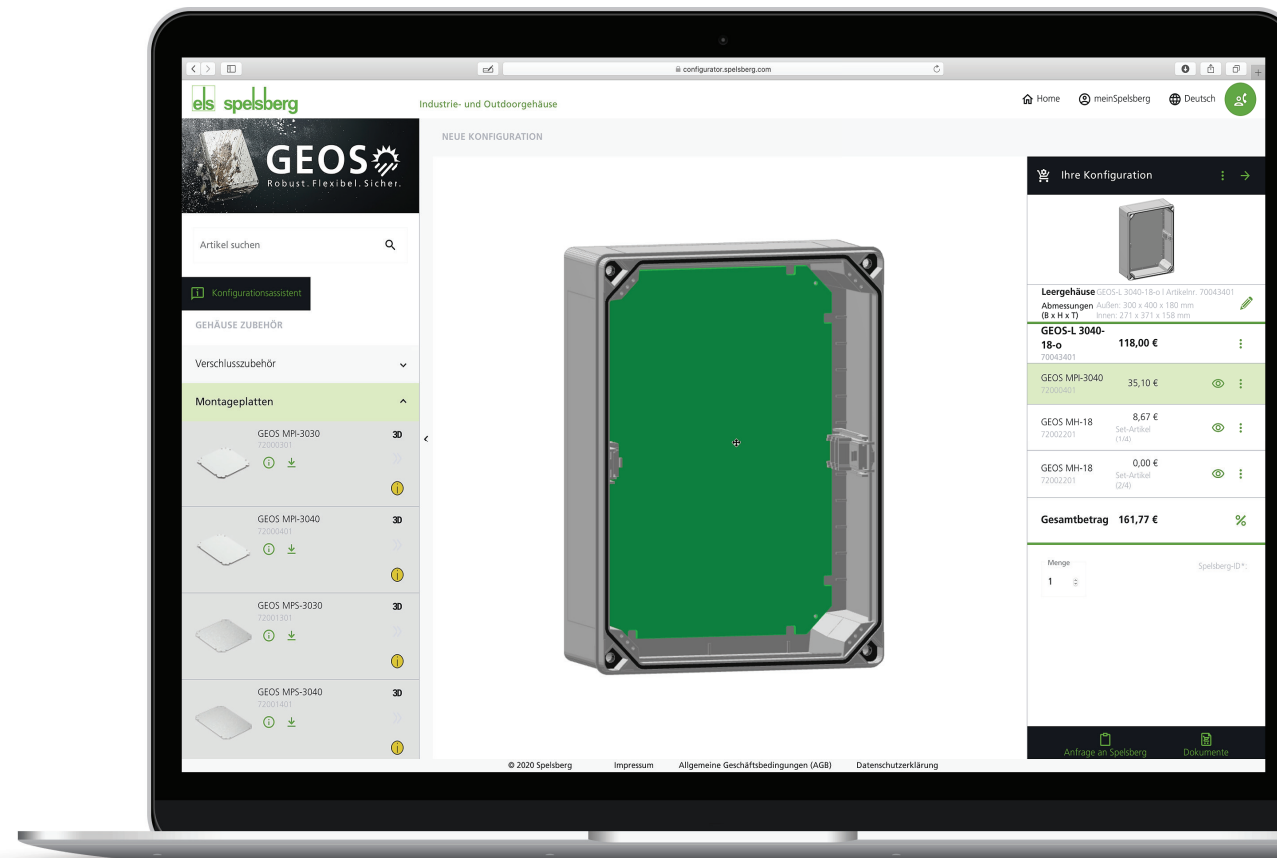 configurator.spelsberg.com
els spelsberg
Industrie- und Outdoorgehäuse
Home
meinSpelsberg
Deutsch
GEOS
Robust. Flexibel. Sicher.
NEUE KONFIGURATION
Artikel suchen
Konfigurationsassistent
GEHÄUSE ZUBEHÖR
Verschlusszubehör
Montageplatten
GEOS MPI-3030
3D
72000301
GEOS MPI-3040
3D
72000401
GEOS MPS-3030
3D
72001301
GEOS MPS-3040
3D
72001401
Ihre Konfiguration
Leergehäuse GEOS-L 3040-18-o I Artikelnr. 70043401
Abmessungen Außen: 300 x 400 x 180 mm
(B x H x T) Innen: 271 x 371 x 158 mm
GEOS-L 3040-
18-o 118,00 €
70043401
GEOS MPI-3040 35,10 €
72000401
GEOS MH-18 8,67 €
72002201 Set-Artikel
(1/4)
GEOS MH-18 0,00 €
72002201 Set-Artikel
(2/4)
Gesamtbetrag 161,77 € %
Menge
1
Spelsberg-ID*:
Anfrage an Spelsberg
Dokumente
© 2020 Spelsberg
Impressum
Allgemeine Geschäftsbedingungen (AGB)
Datenschutzerklärung